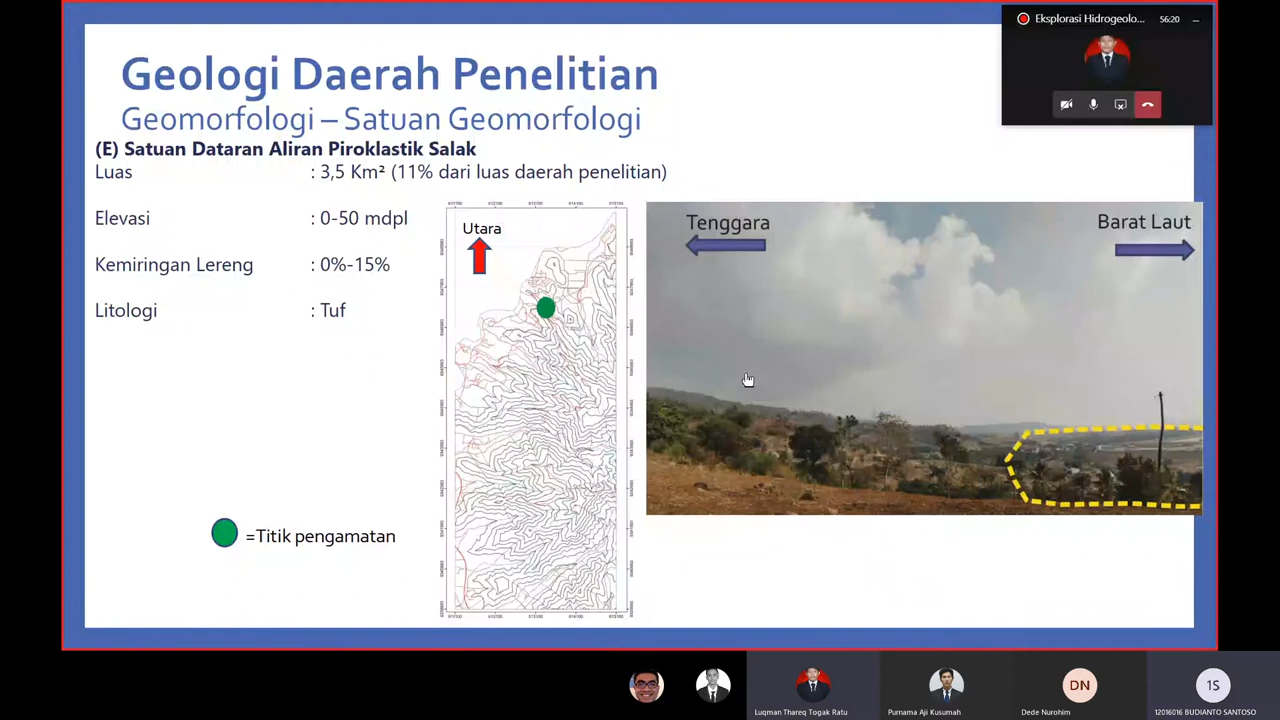 Eksplorasi Hidrogeolo...
56:20
Geologi Daerah Penelitian
Geomorfologi – Satuan Geomorfologi
(E) Satuan Dataran Aliran Piroklastik Salak
Luas : 3,5 Km² (11% dari luas daerah penelitian)
Elevasi : 0-50 mdpl
Kemiringan Lereng : 0%-15%
Litologi : Tuf
Utara
Tenggara
Barat Laut
=Titik pengamatan
Luqman Thareq Togak Ratu
Purnama Aji Kusumah
DN
Dede Nurohim
1S
12016016 BUDIANTO SANTOSO